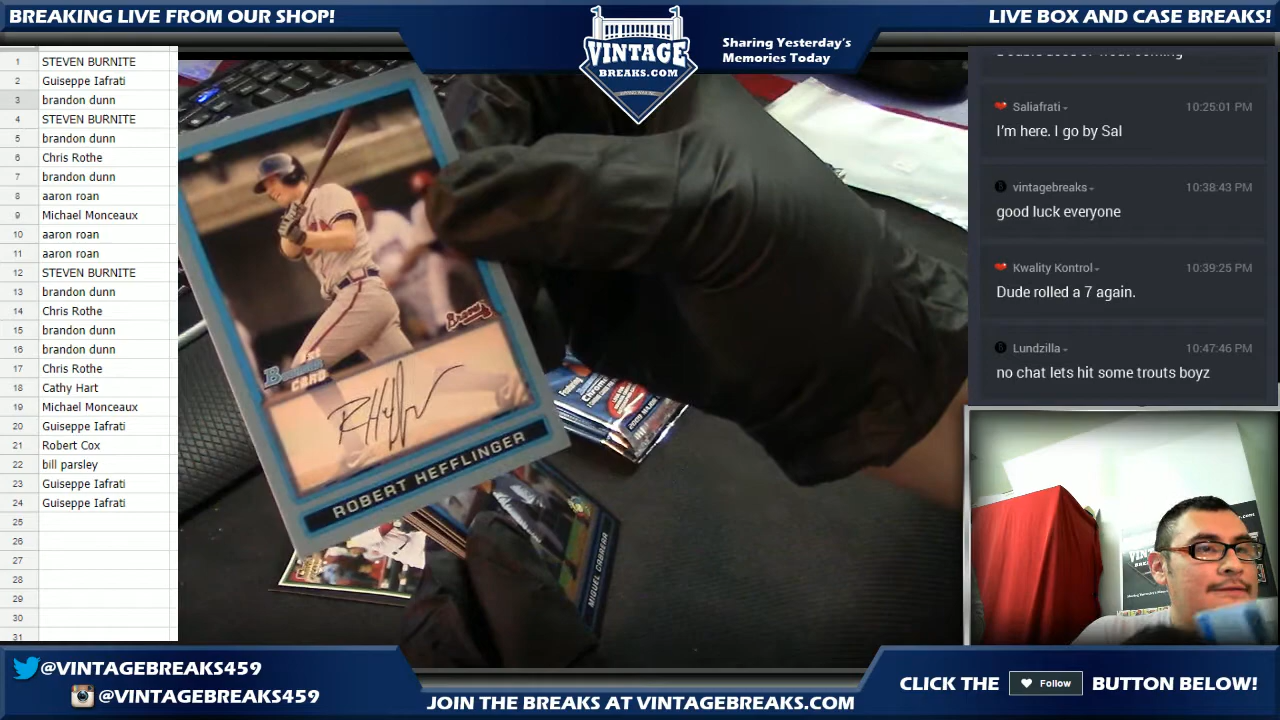 BREAKING LIVE FROM OUR SHOP!
VINTAGE
BREAKS.COM
Sharing Yesterday's
Memories Today
LIVE BOX AND CASE BREAKS!
1 STEVEN BURNITE
2 Guiseppe Iafrati
3 brandon dunn
4 STEVEN BURNITE
5 brandon dunn
6 Chris Rothe
7 brandon dunn
8 aaron roan
9 Michael Monceaux
10 aaron roan
11 aaron roan
12 STEVEN BURNITE
13 brandon dunn
14 Chris Rothe
15 brandon dunn
16 brandon dunn
17 Chris Rothe
18 Cathy Hart
19 Michael Monceaux
20 Guiseppe Iafrati
21 Robert Cox
22 bill parsley
23 Guiseppe Iafrati
24 Guiseppe Iafrati
25
26
27
28
29
30
31
Braves
1st
Bowman
CARD
ROBERT HEFFLINGER
MIGUEL CABRERA
Featuring
Chrome
Saliafrati 10:25:01 PM
I'm here. I go by Sal
vintagebreaks 10:38:43 PM
good luck everyone
Kwality Kontrol 10:39:25 PM
Dude rolled a 7 again.
Lundzilla 10:47:46 PM
no chat lets hit some trouts boyz
@VINTAGEBREAKS459
@VINTAGEBREAKS459
JOIN THE BREAKS AT VINTAGEBREAKS.COM
CLICK THE Follow BUTTON BELOW!